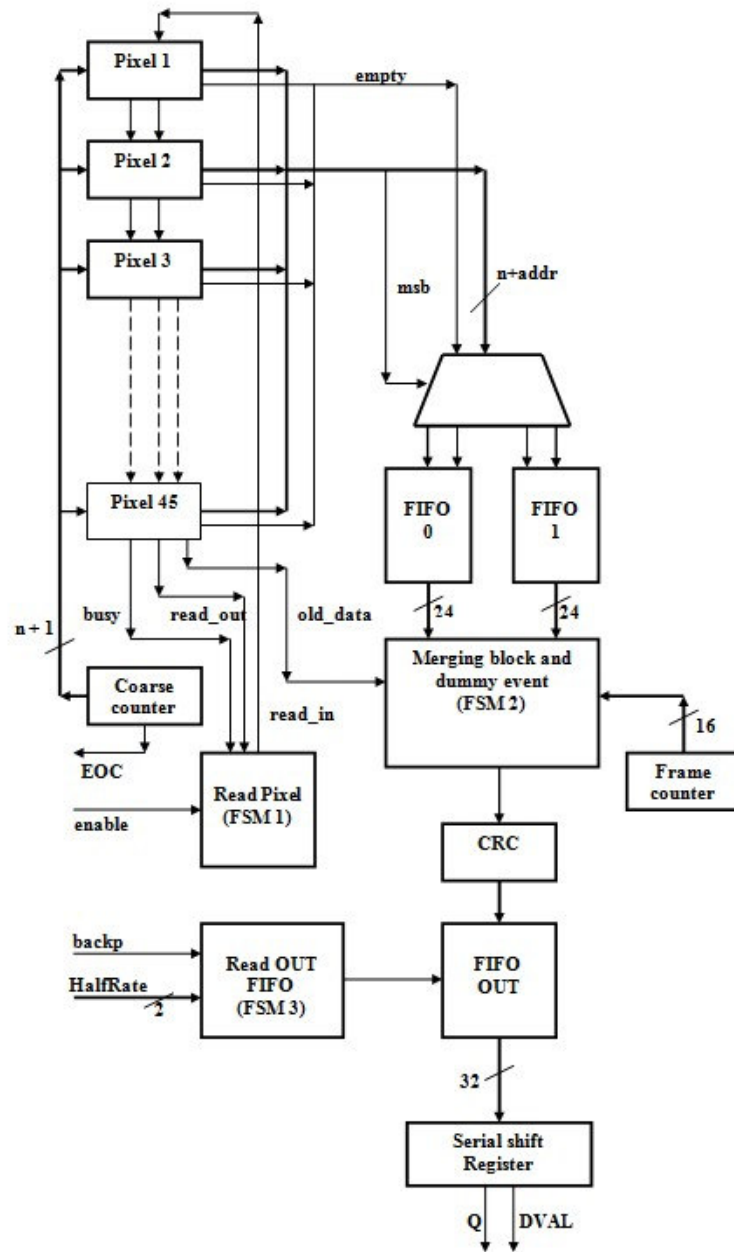 Pixel 1
empty
Pixel 2
Pixel 3
msb
n+addr
Pixel 45
FIFO
0
FIFO
1
busy
read_out
old_data
24
24
n + 1
Merging block and
dummy event
(FSM 2)
Coarse
counter
read_in
16
EOC
Frame
counter
Read Pixel
(FSM 1)
enable
CRC
backp
Read OUT
FIFO
(FSM 3)
FIFO
OUT
HalfRate
2
32
Serial shift
Register
Q
DVAL